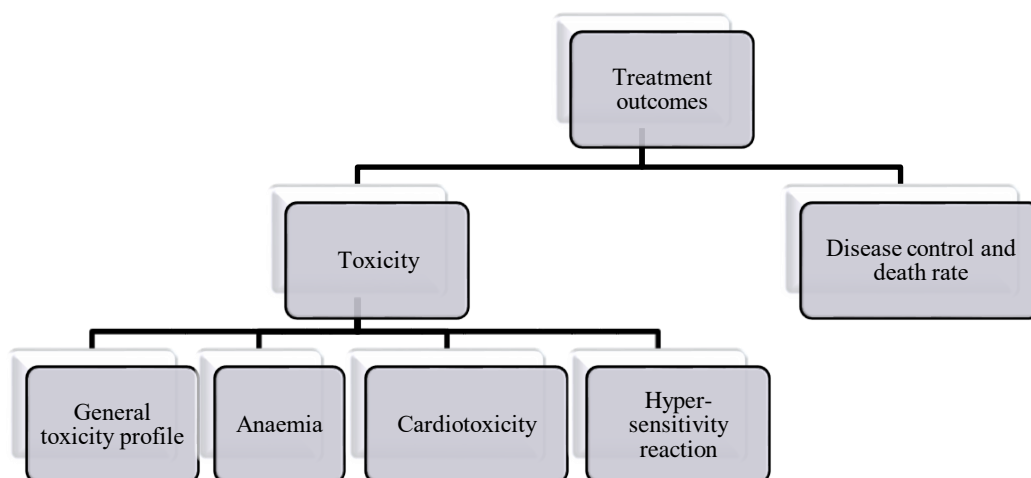 Treatment
outcomes
Toxicity
Disease control and
death rate
General
toxicity profile
Anaemia
Cardiotoxicity
Hyper-
sensitivity
reaction